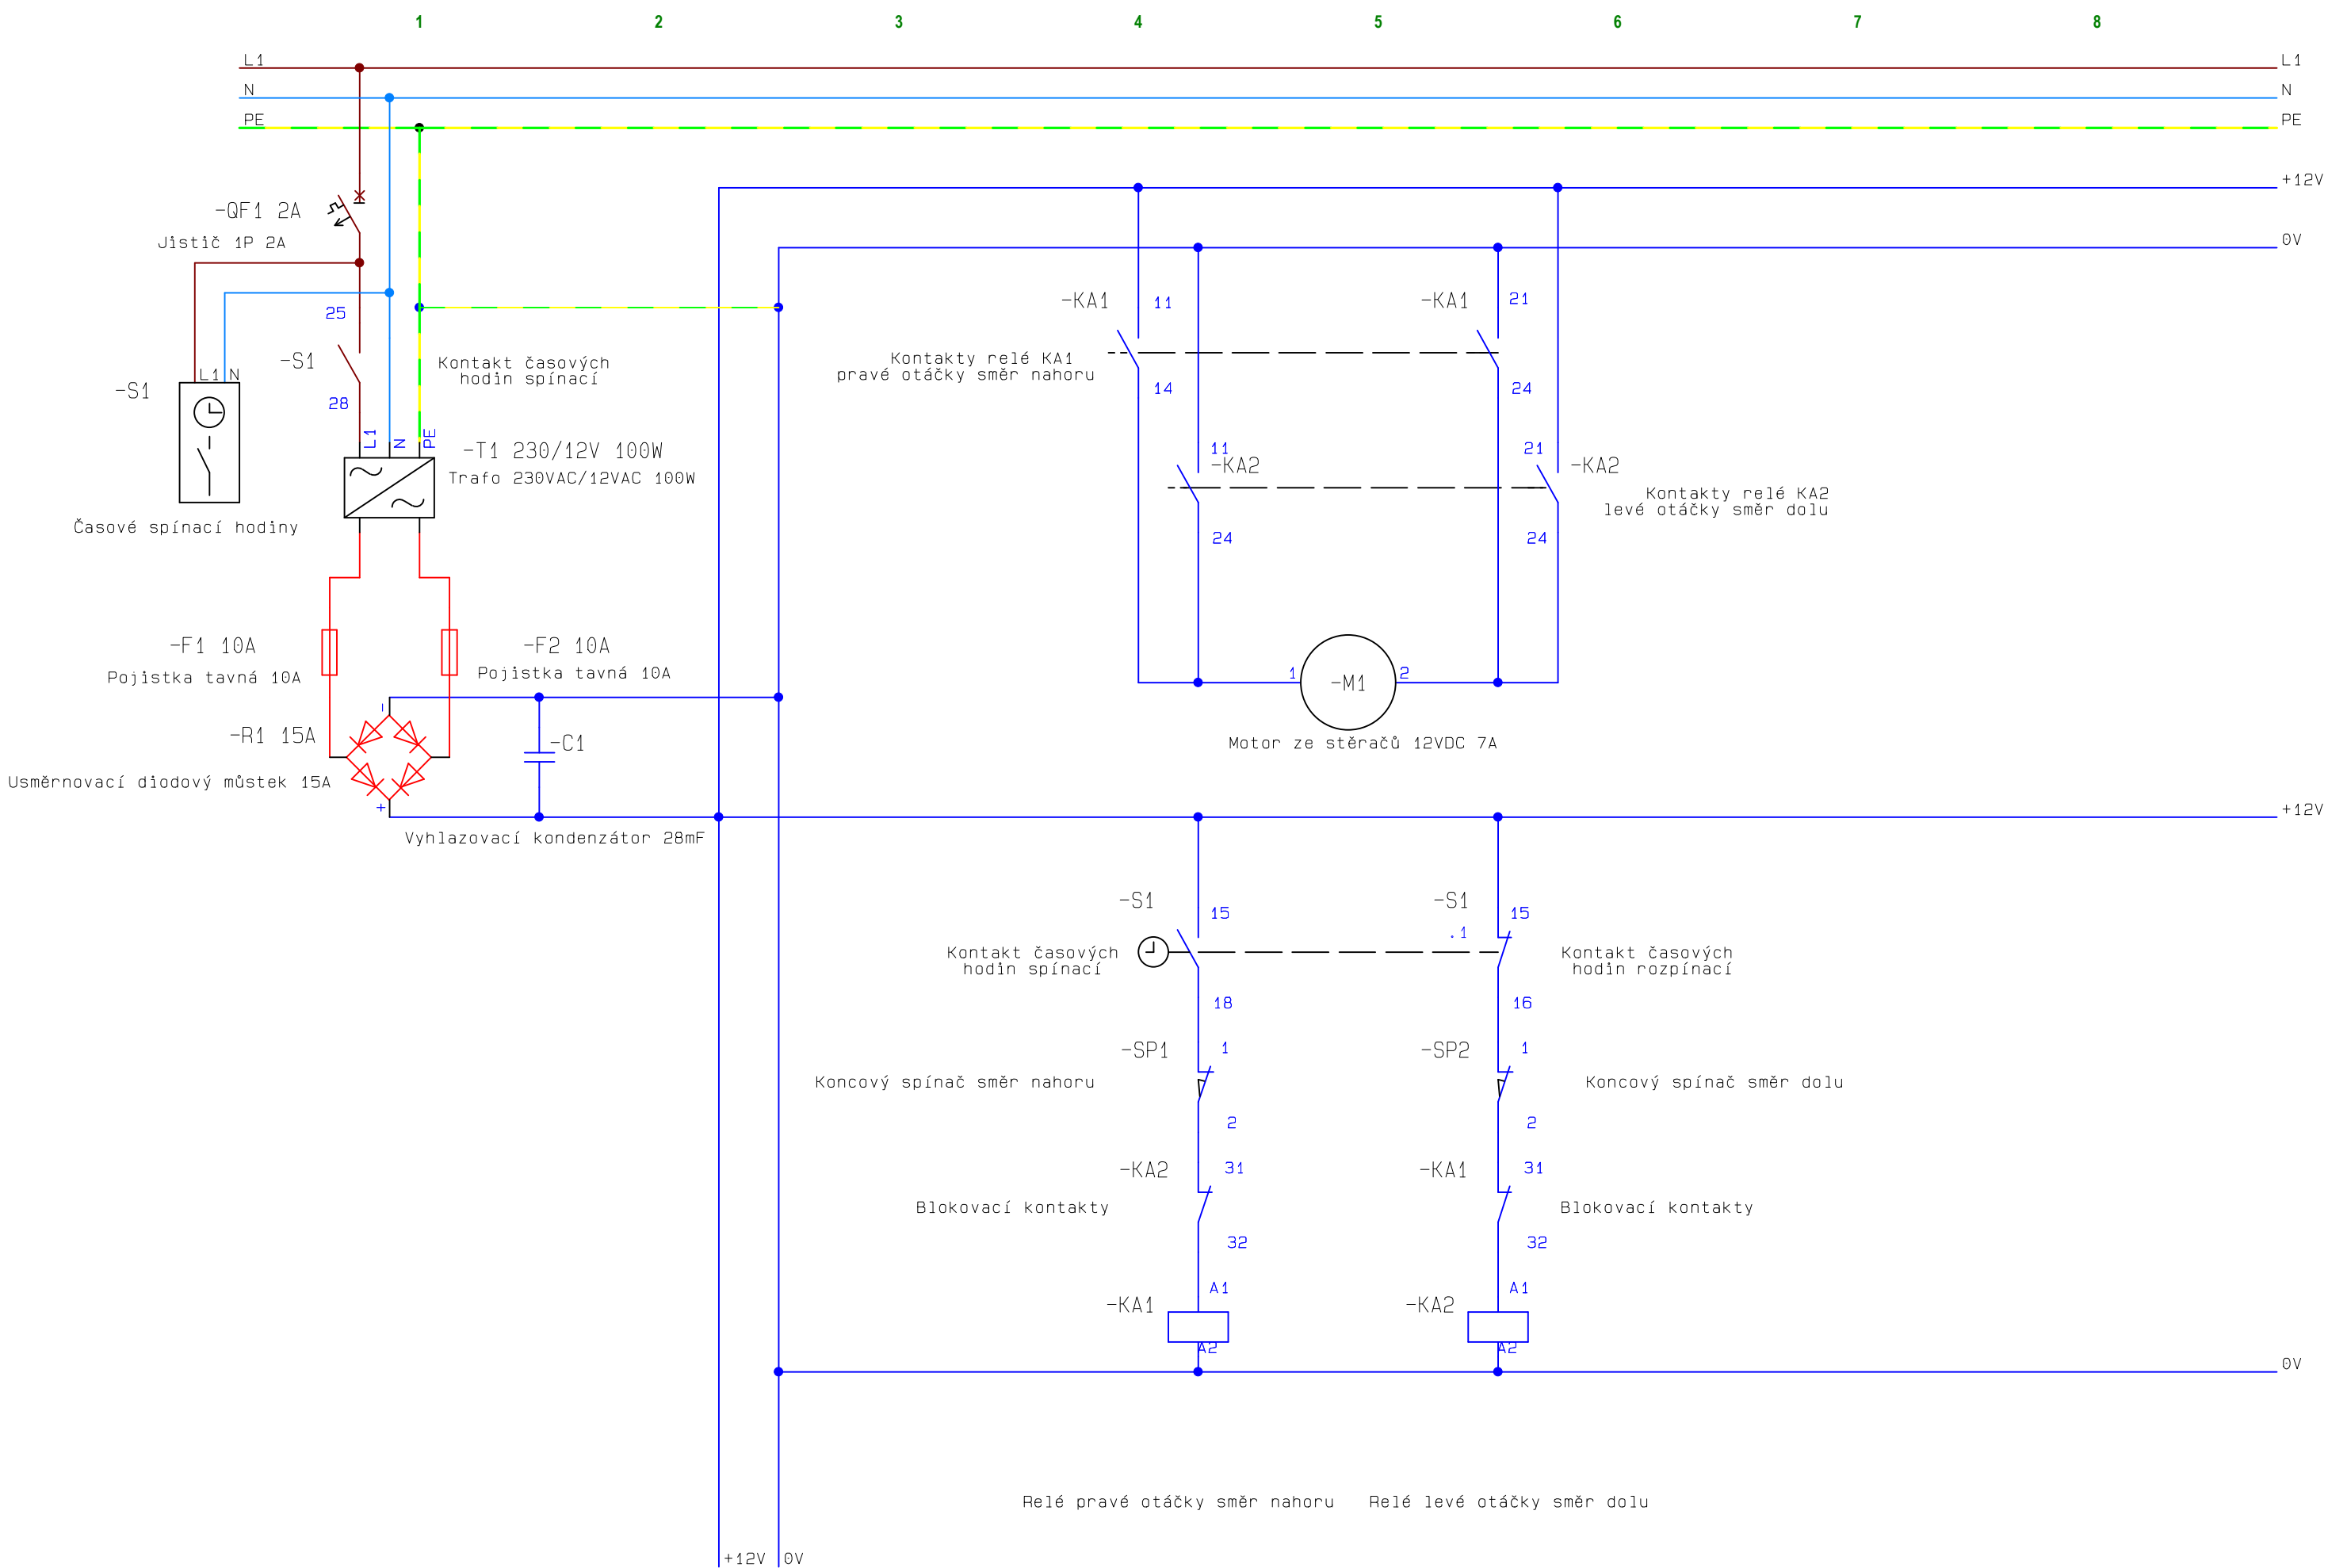 1 2 3 4 5 6 7 8
L1 L1
N N
PE PE
+12V
-QF1 2A
Jistič 1P 2A
0V
25
-S1
28
Kontakt časových
hodin spínací
-S1
L1 N
Časové spínací hodiny
L1 N PE
-T1 230/12V 100W
Trafo 230VAC/12VAC 100W
-KA1 11
14
Kontakty relé KA1
pravé otáčky směr nahoru
-KA1 21
24
11
-KA2
24
21
-KA2
24
Kontakty relé KA2
levé otáčky směr dolu
-F1 10A
Pojistka tavná 10A
-F2 10A
Pojistka tavná 10A
1 -M1 2
Motor ze stěračů 12VDC 7A
-
-R1 15A
-C1
Usměrnovací diodový můstek 15A
+
Vyhlazovací kondenzátor 28mF
+12V
-S1 15
Kontakt časových
hodin spínací
18
-S1 15
.1
Kontakt časových
hodin rozpínací
16
-SP1 1
Koncový spínač směr nahoru
2
-SP2 1
Koncový spínač směr dolu
2
-KA2 31
Blokovací kontakty
32
-KA1 31
Blokovací kontakty
32
A1
-KA1
A2
A1
-KA2
A2
0V
Relé pravé otáčky směr nahoru
Relé levé otáčky směr dolu
+12V 0V